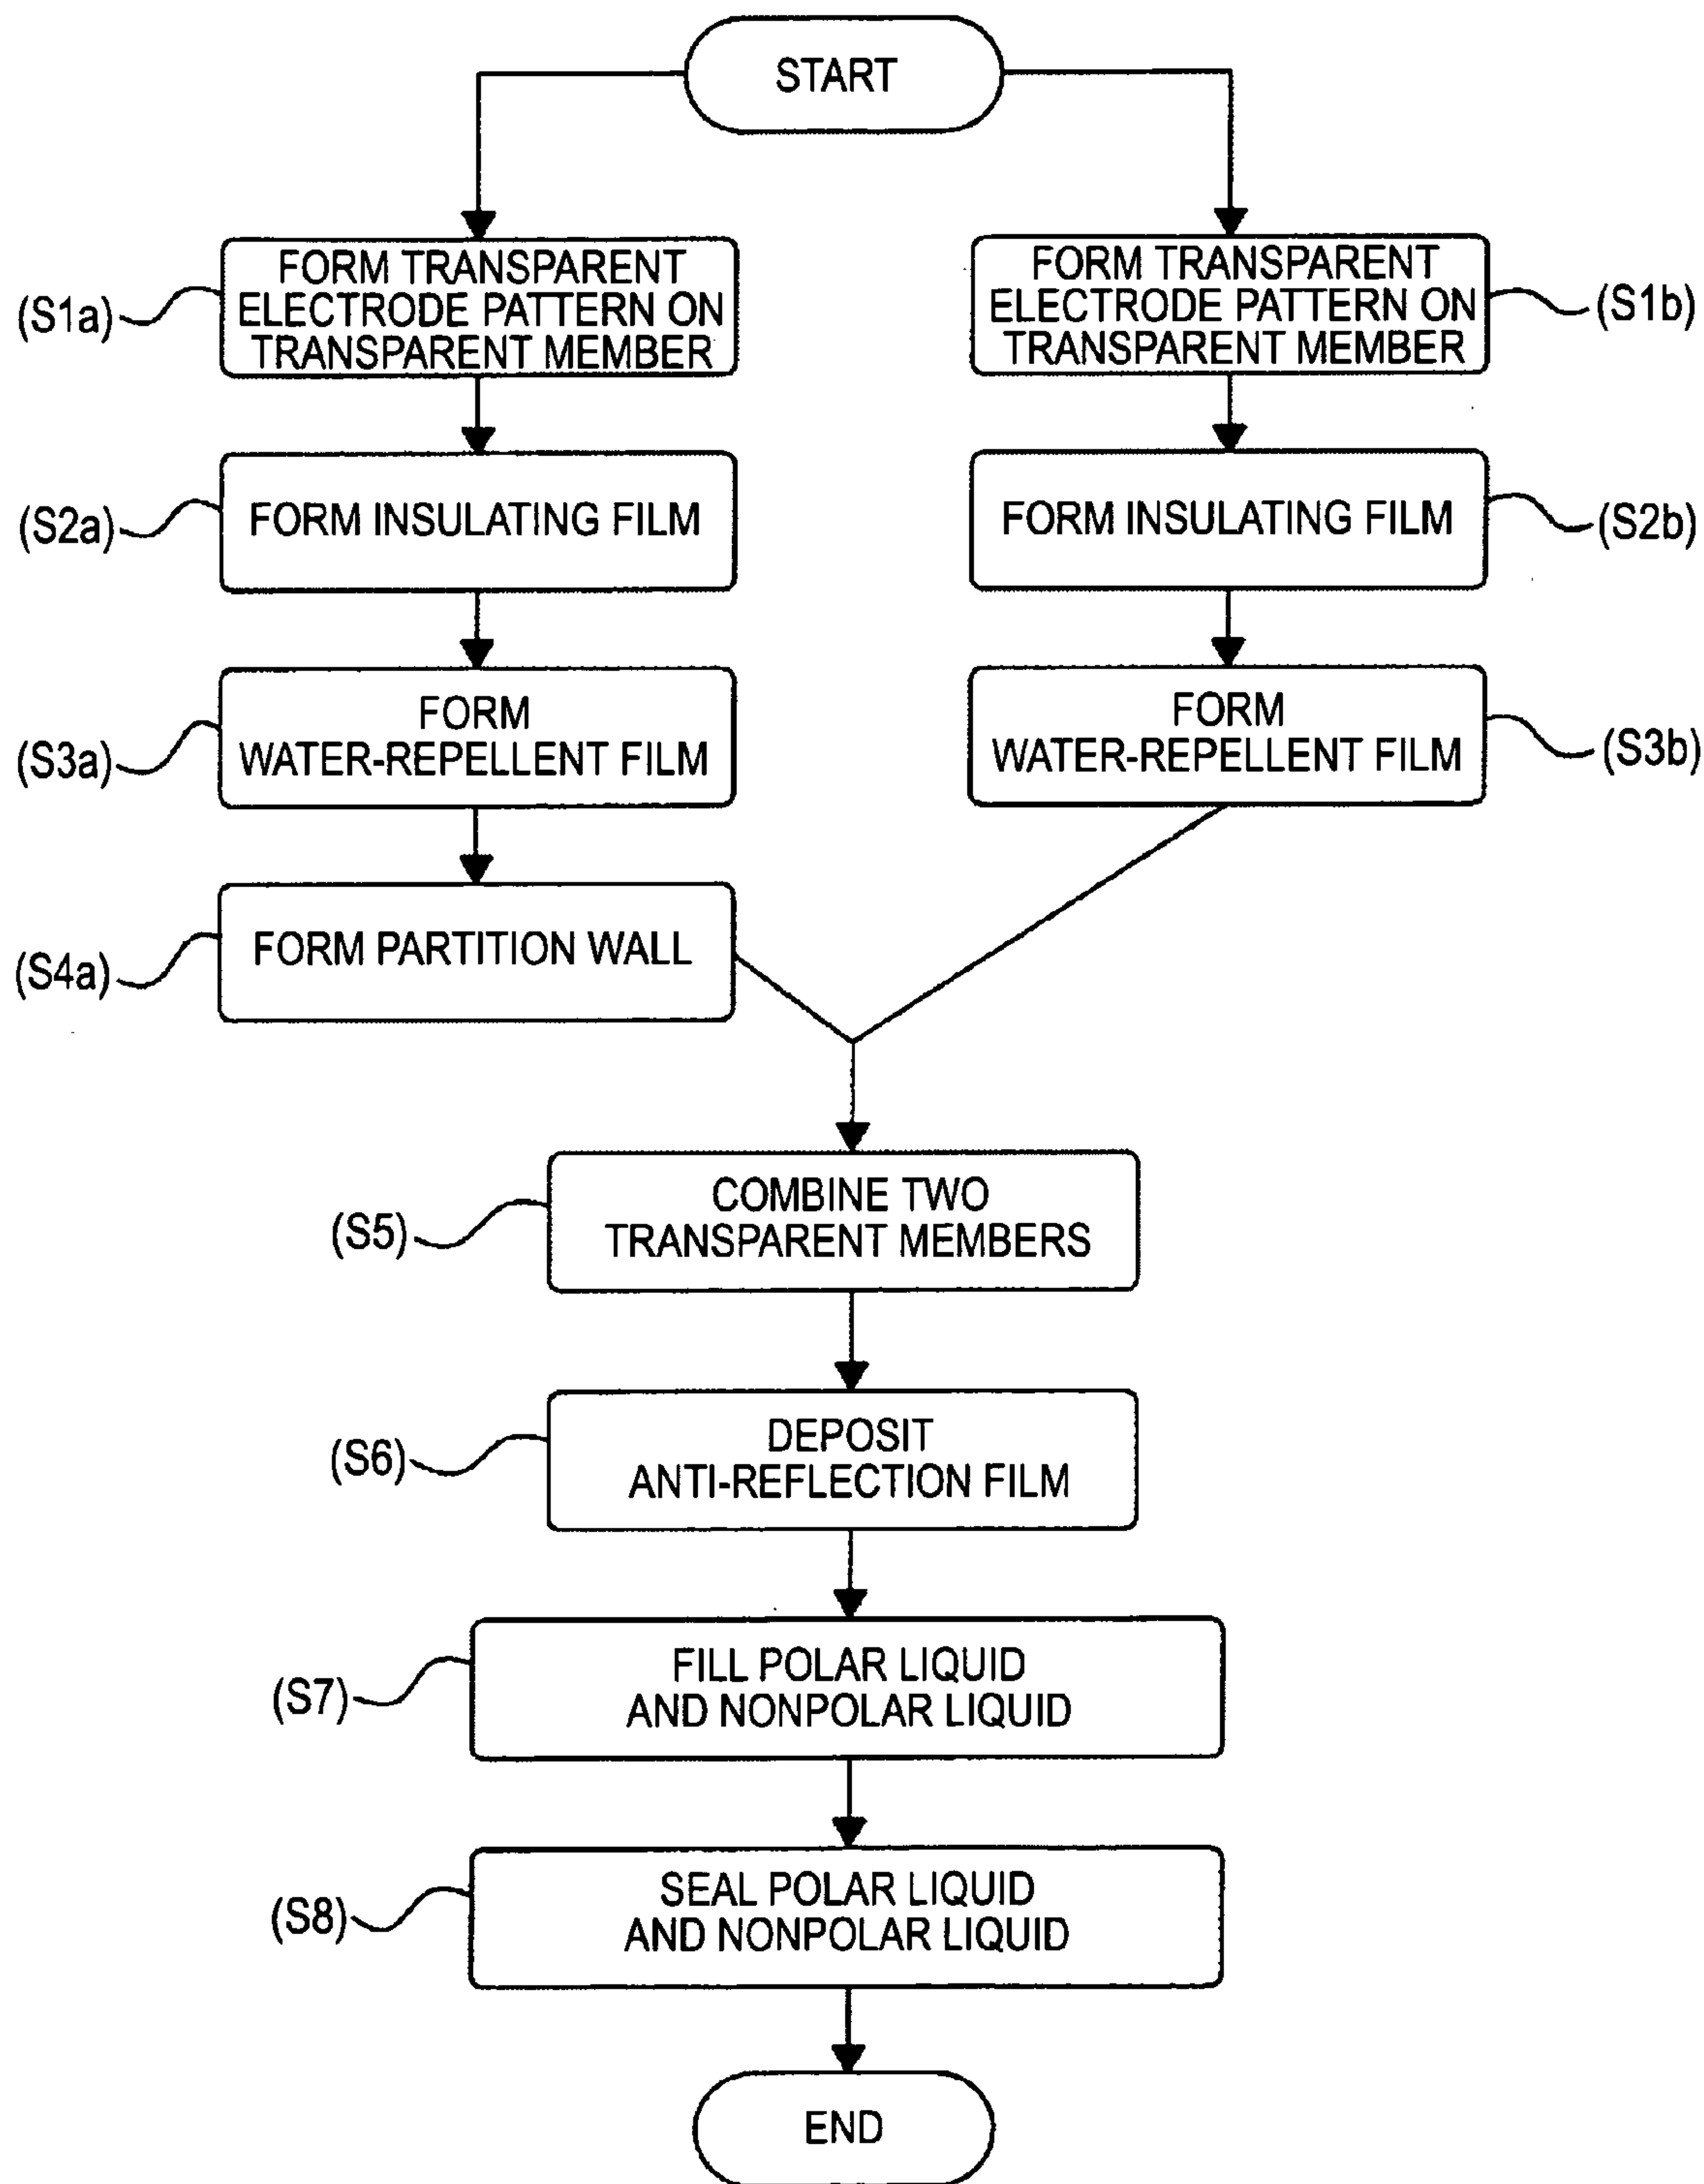 START
FORM TRANSPARENT
ELECTRODE PATTERN ON
TRANSPARENT MEMBER
(S1a)
FORM TRANSPARENT
ELECTRODE PATTERN ON
TRANSPARENT MEMBER
(S1b)
(S2a)
FORM INSULATING FILM
FORM INSULATING FILM
(S2b)
(S3a)
FORM
WATER-REPELLENT FILM
FORM
WATER-REPELLENT FILM
(S3b)
(S4a)
FORM PARTITION WALL
(S5)
COMBINE TWO
TRANSPARENT MEMBERS
(S6)
DEPOSIT
ANTI-REFLECTION FILM
(S7)
FILL POLAR LIQUID
AND NONPOLAR LIQUID
(S8)
SEAL POLAR LIQUID
AND NONPOLAR LIQUID
END